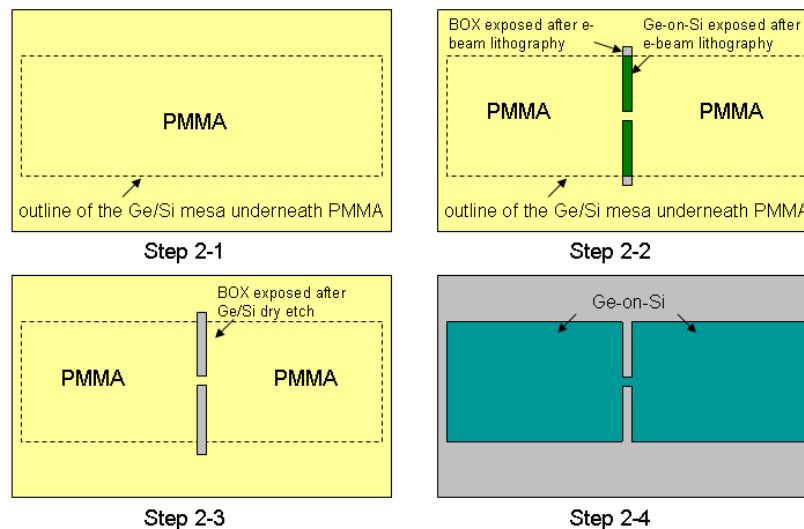 PMMA
outline of the Ge/Si mesa underneath PMMA
Step 2-1
BOX exposed after e-
beam lithography
Ge-on-Si exposed after
e-beam lithography
PMMA
PMMA
outline of the Ge/Si mesa underneath PMMA
Step 2-2
BOX exposed after
Ge/Si dry etch
PMMA
PMMA
Step 2-3
Ge-on-Si
Step 2-4